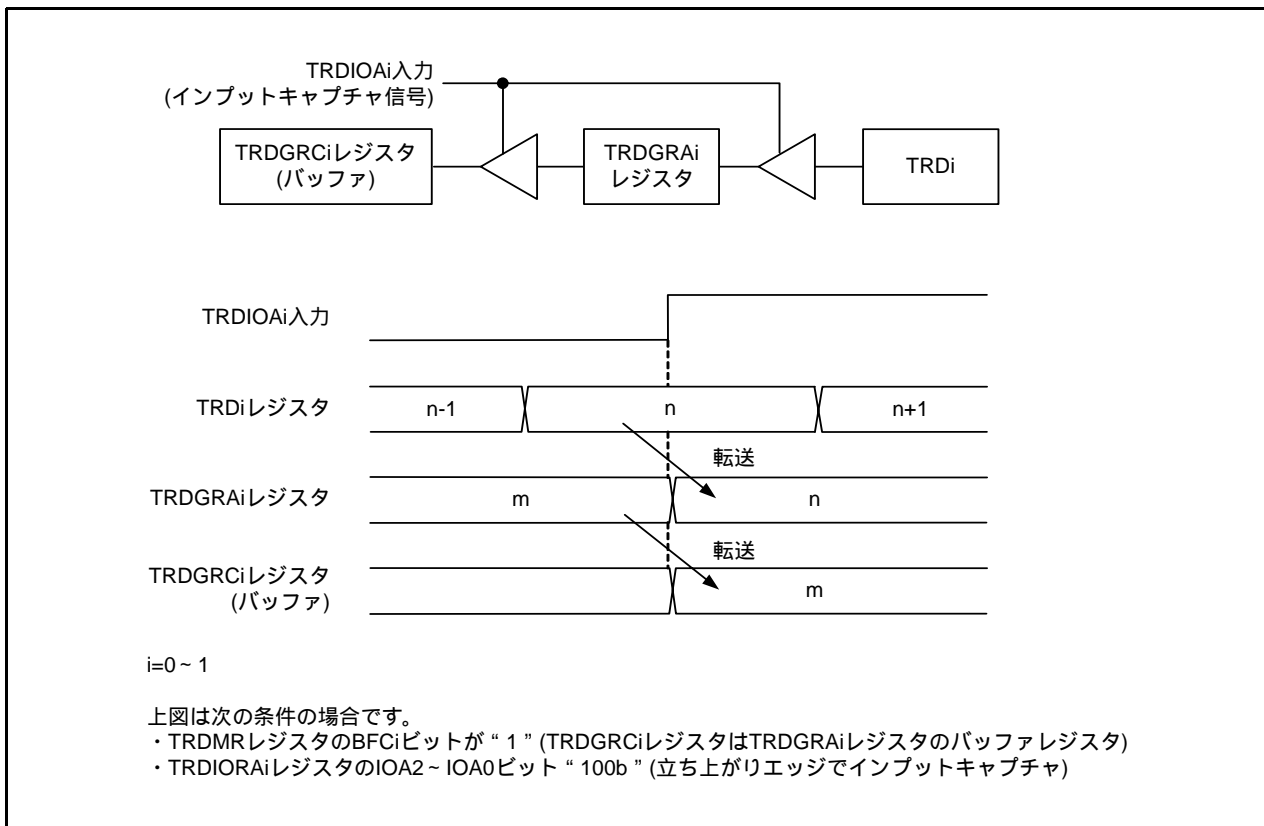 TRDIOAi入力
(インプットキャプチャ信号)
TRDGRCiレジスタ
(バッファ)
TRDGRAi
レジスタ
TRDi
TRDIOAi入力
TRDiレジスタ
n-1
n
n+1
転送
TRDGRAiレジスタ
m
n
転送
TRDGRCiレジスタ
(バッファ)
m
i=0~1
上図は次の条件の場合です。
・TRDMRレジスタのBFCiビットが“1”(TRDGRCiレジスタはTRDGRAiレジスタのバッファレジスタ)
・TRDIORAiレジスタのIOA2~IOA0ビット“100b”(立ち上がりエッジでインプットキャプチャ)